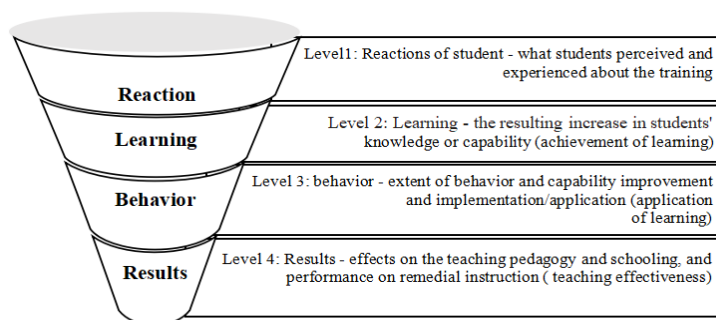 Level1: Reactions of student - what students perceived and
experienced about the training
Reaction
Level 2: Learning - the resulting increase in students'
knowledge or capability (achievement of learning)
Learning
Level 3: behavior - extent of behavior and capability improvement
and implementation/application (application
of learning)
Behavior
Level 4: Results - effects on the teaching pedagogy and schooling, and
performance on remedial instruction ( teaching effectiveness)
Results